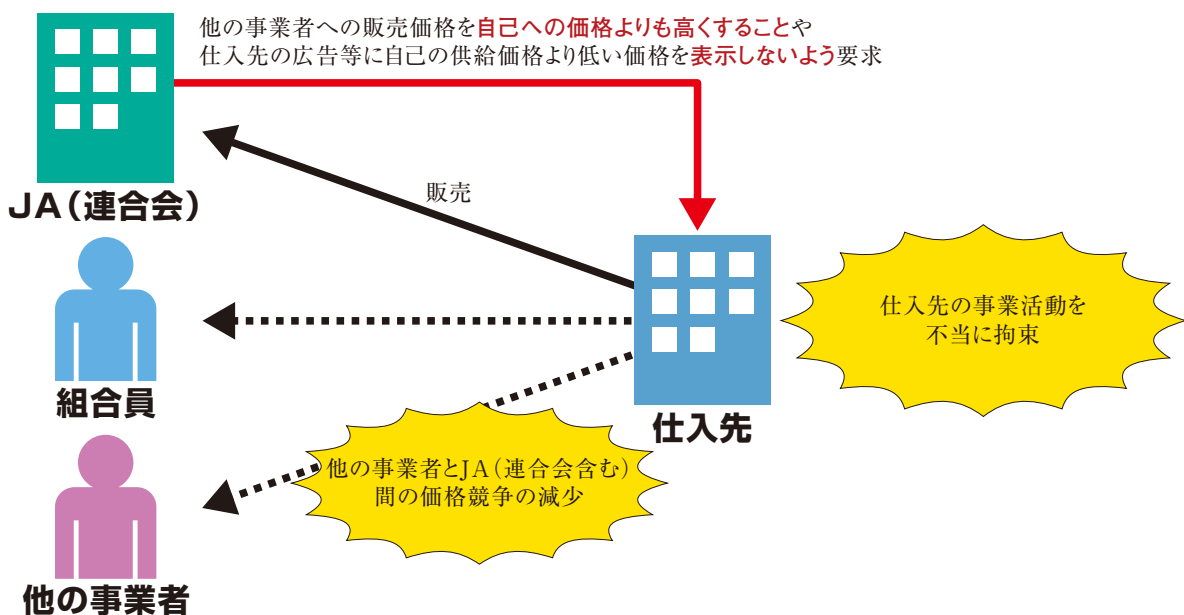 他の事業者への販売価格を自己への価格よりも高くすることや
仕入先の広告等に自己の供給価格より低い価格を表示しないよう要求
JA（連合会）
販売
仕入先の事業活動を
不当に拘束
組合員
仕入先
他の事業者とJA（連合会含む）
間の価格競争の減少
他の事業者